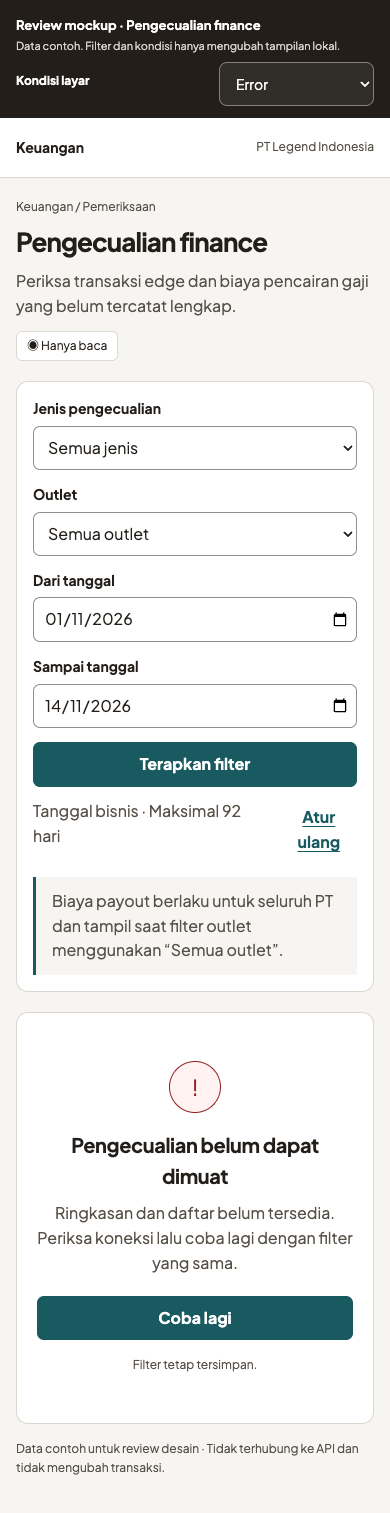 Review mockup · Pengecualian finance
Data contoh. Filter dan kondisi hanya mengubah tampilan lokal.
Kondisi layar
Error
Keuangan
PT Legend Indonesia
Keuangan / Pemeriksaan
Pengecualian finance
Periksa transaksi edge dan biaya pencairan gaji
yang belum tercatat lengkap.
◉ Hanya baca
Jenis pengecualian
Semua jenis
Outlet
Semua outlet
Dari tanggal
01/11/2026
Sampai tanggal
14/11/2026
Terapkan filter
Tanggal bisnis · Maksimal 92
hari
Atur
ulang
Biaya payout berlaku untuk seluruh PT
dan tampil saat filter outlet
menggunakan “Semua outlet”.
!
Pengecualian belum dapat
dimuat
Ringkasan dan daftar belum tersedia.
Periksa koneksi lalu coba lagi dengan filter
yang sama.
Coba lagi
Filter tetap tersimpan.
Data contoh untuk review desain · Tidak terhubung ke API dan
tidak mengubah transaksi.